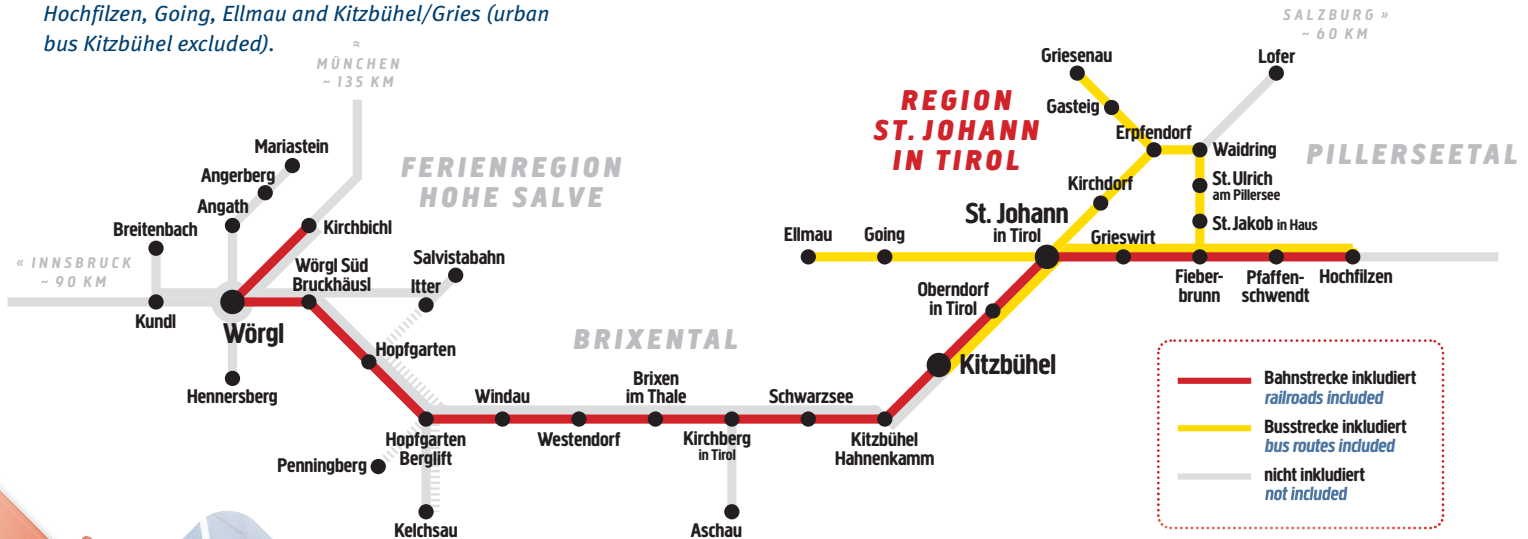 Hochfilzen, Going, Ellmau and Kitzbühel/Gries (urban
bus Kitzbühel excluded).
»
MÜNCHEN
~ 135 KM
SALZBURG »
~ 60 KM
Griesenau
Lofer
Gasteig
REGION
ST. JOHANN
IN TIROL
Erpfendorf
Waidring
PILLERSEETAL
Mariastein
FERIENREGION
HOHE SALVE
Angerberg
St. Ulrich
am Pillersee
Kirchdorf
Angath
Kirchbichl
St. Johann
in Tirol
St. Jakob in Haus
Breitenbach
Ellmau
Going
Grieswirt
« INNSBRUCK
~ 90 KM
Wörgl Süd
Bruckhäusl
Salvistabahn
Itter
Fieber-
brunn
Pfaffen-
schwendt
Hochfilzen
Oberndorf
in Tirol
Kundl
Wörgl
BRIXENTAL
Hopfgarten
Kitzbühel
Hennersberg
Windau
Brixen
im Thale
Schwarzsee
Hopfgarten
Berglift
Westendorf
Kirchberg
in Tirol
Kitzbühel
Hahnenkamm
Penningberg
Kelchsau
Aschau
Bahnstrecke inkludiert
railroads included
Busstrecke inkludiert
bus routes included
nicht inkludiert
not included